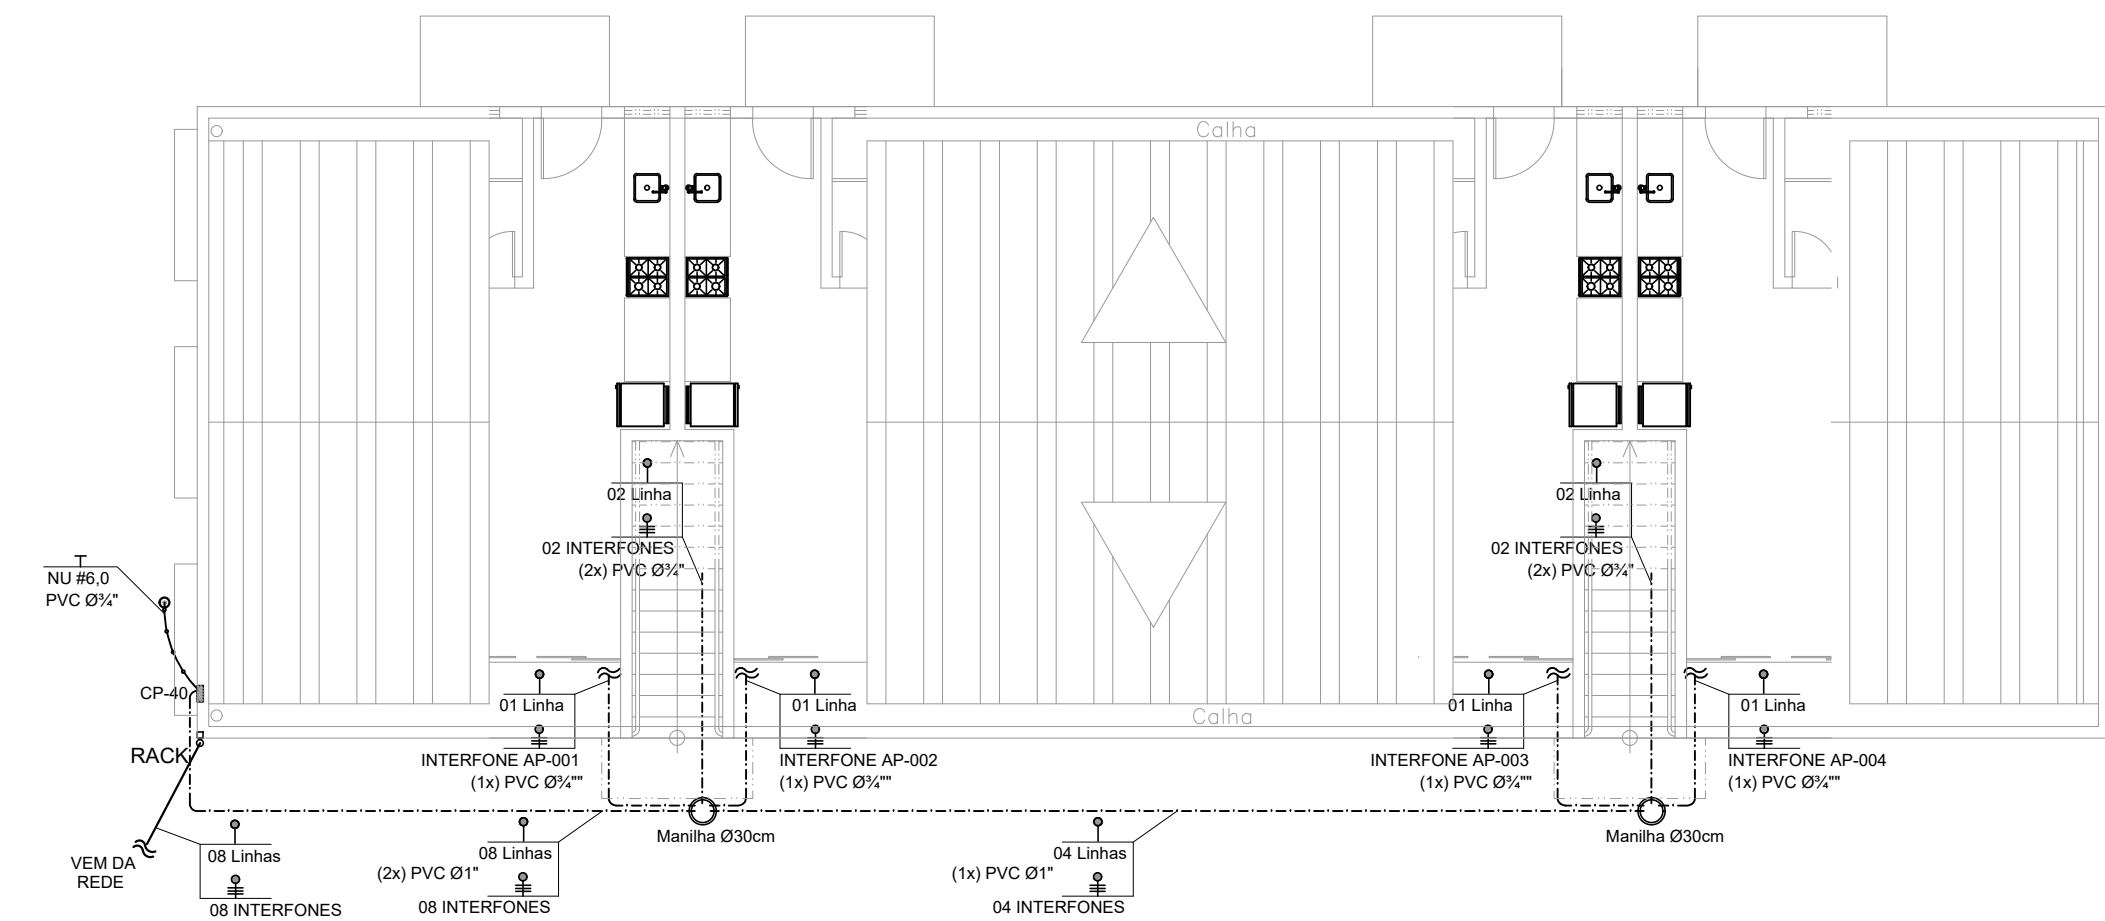 Calha
02 Linha
02 INTERFONES
(2x) PVC Ø¾"
02 Linha
02 INTERFONES
(2x) PVC Ø¾"
T
NU #6,0
PVC Ø¾"
CP-40
RACK
01 Linha
INTERFONE AP-001
(1x) PVC Ø¾""
01 Linha
INTERFONE AP-002
(1x) PVC Ø¾""
Calha
01 Linha
INTERFONE AP-003
(1x) PVC Ø¾""
01 Linha
INTERFONE AP-004
(1x) PVC Ø¾""
Manilha Ø30cm
Manilha Ø30cm
VEM DA
REDE
08 Linhas
08 INTERFONES
08 Linhas
(2x) PVC Ø1"
08 INTERFONES
04 Linhas
(1x) PVC Ø1"
04 INTERFONES